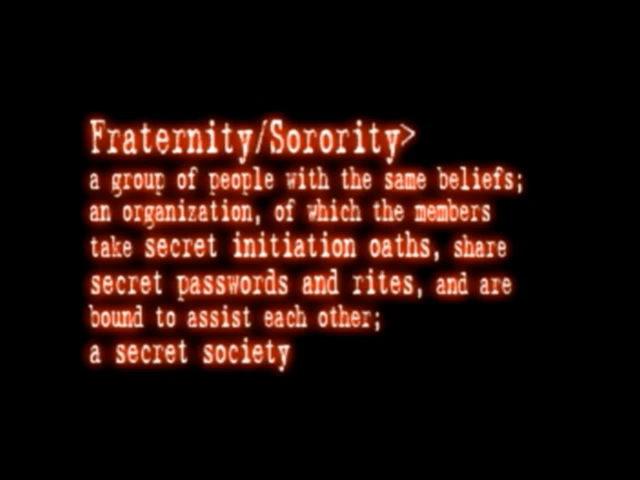 Fraternity/Sorority>
a group of people with the same beliefs;
an organization, of which the members
take secret initiation oaths, share
secret passwords and rites, and are
bound to assist each other;
a secret society